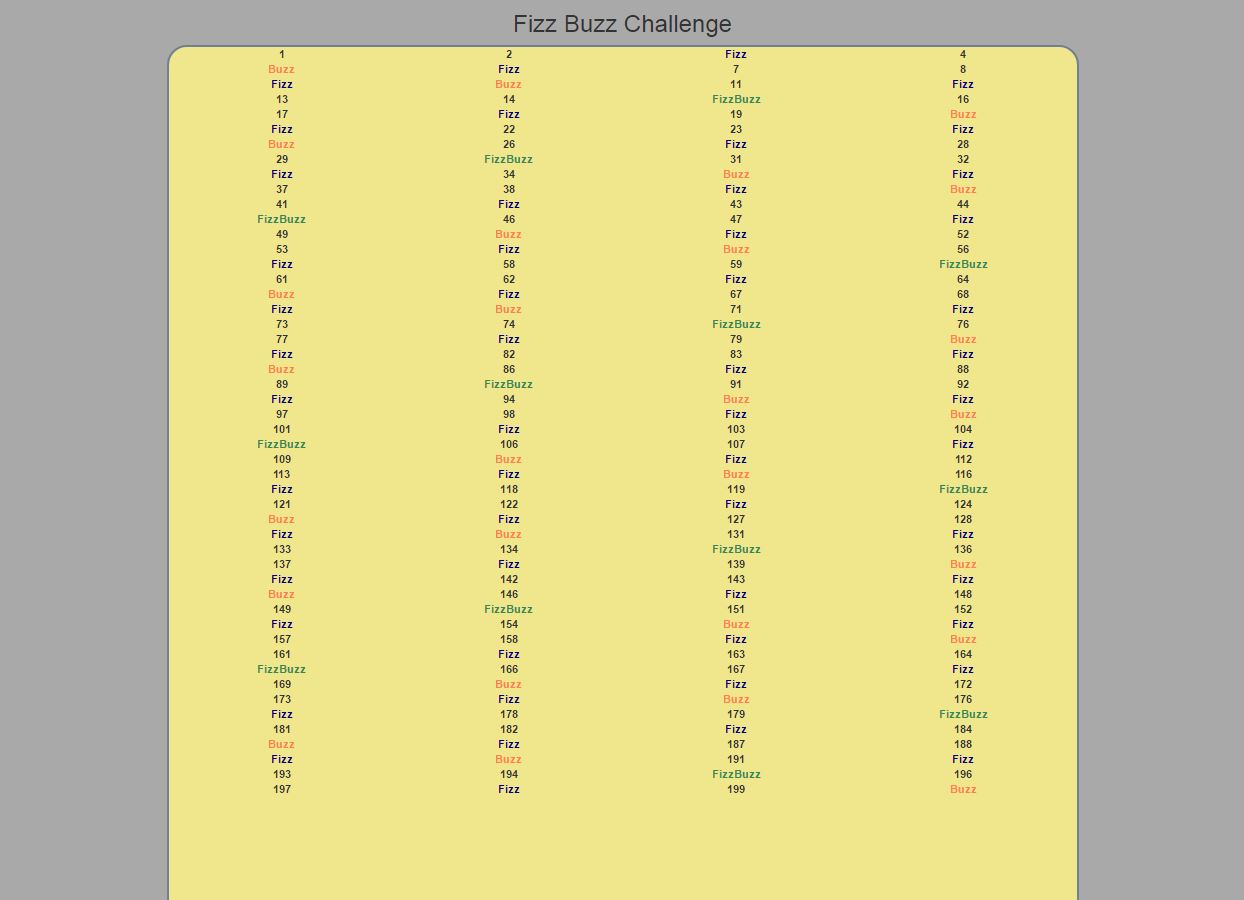 Fizz Buzz Challenge
1 2 Fizz 4
Buzz Fizz 7 8
Fizz Buzz 11 Fizz
13 14 FizzBuzz 16
17 Fizz 19 Buzz
Fizz 22 23 Fizz
Buzz 26 Fizz 28
29 FizzBuzz 31 32
Fizz 34 Buzz Fizz
37 38 Fizz Buzz
41 Fizz 43 44
FizzBuzz 46 47 Fizz
49 Buzz Fizz 52
53 Fizz Buzz 56
Fizz 58 59 FizzBuzz
61 62 Fizz 64
Buzz Fizz 67 68
Fizz Buzz 71 Fizz
73 74 FizzBuzz 76
77 Fizz 79 Buzz
Fizz 82 83 Fizz
Buzz 86 Fizz 88
89 FizzBuzz 91 92
Fizz 94 Buzz Fizz
97 98 Fizz Buzz
101 Fizz 103 104
FizzBuzz 106 107 Fizz
109 Buzz Fizz 112
113 Fizz Buzz 116
Fizz 118 119 FizzBuzz
121 122 Fizz 124
Buzz Fizz 127 128
Fizz Buzz 131 Fizz
133 134 FizzBuzz 136
137 Fizz 139 Buzz
Fizz 142 143 Fizz
Buzz 146 Fizz 148
149 FizzBuzz 151 152
Fizz 154 Buzz Fizz
157 158 Fizz Buzz
161 Fizz 163 164
FizzBuzz 166 167 Fizz
169 Buzz Fizz 172
173 Fizz Buzz 176
Fizz 178 179 FizzBuzz
181 182 Fizz 184
Buzz Fizz 187 188
Fizz Buzz 191 Fizz
193 194 FizzBuzz 196
197 Fizz 199 Buzz